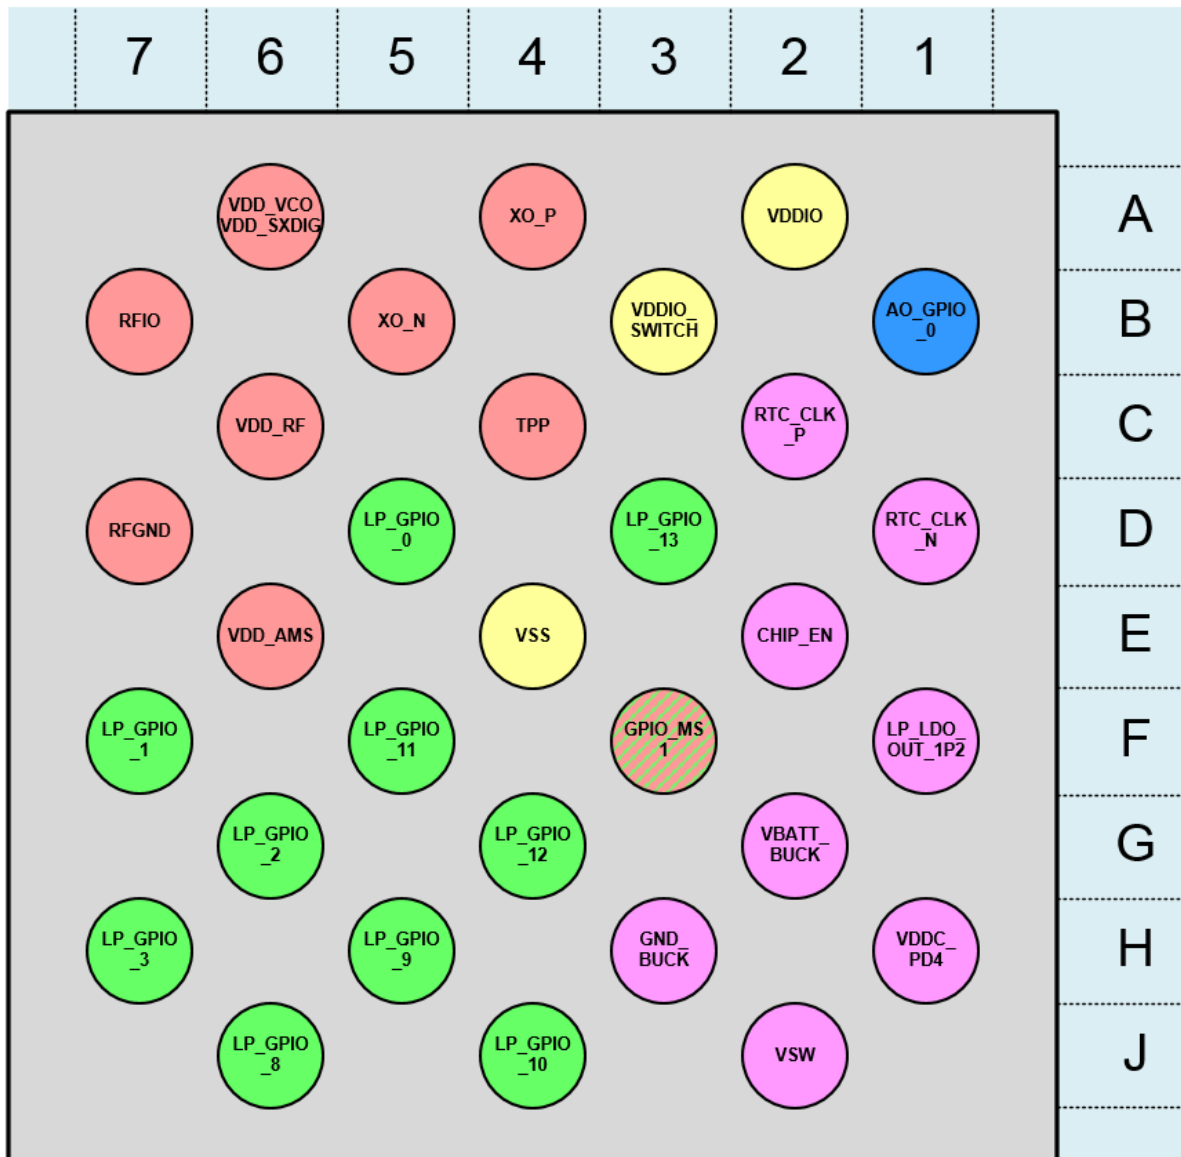 7 6 5 4 3 2 1
VDD_VCO
VDD_SXDIG
XO_P
VDDIO
A
RFIO
XO_N
VDDIO_
SWITCH
AO_GPIO
_0
B
VDD_RF
TPP
RTC_CLK
_P
C
RFGND
LP_GPIO
_0
LP_GPIO
_13
RTC_CLK
_N
D
VDD_AMS
VSS
CHIP_EN
E
LP_GPIO
_1
LP_GPIO
_11
GPIO_MS
1
LP_LDO_
OUT_1P2
F
LP_GPIO
_2
LP_GPIO
_12
VBATT_
BUCK
G
LP_GPIO
_3
LP_GPIO
_9
GND_
BUCK
VDDC_
PD4
H
LP_GPIO
_8
LP_GPIO
_10
VSW
J